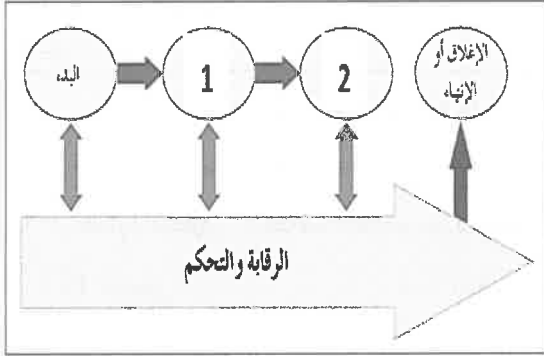 البدء
1
2
الإغلاق أو
الإنهاء
الرقابة والتحكم